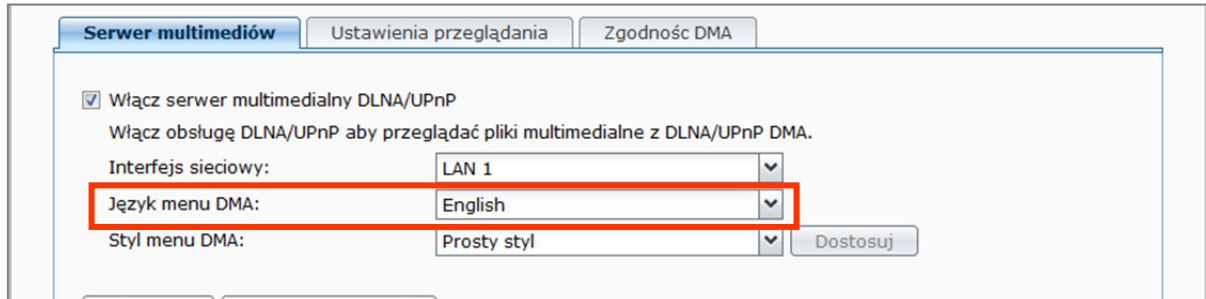 Serwer multimediów Ustawienia przeglądania Zgodnośc DMA
Włącz serwer multimedialny DLNA/UPnP
Włącz obsługę DLNA/UPnP aby przeglądać pliki multimedialne z DLNA/UPnP DMA.
Interfejs sieciowy: LAN 1
Język menu DMA: English
Styl menu DMA: Prosty styl Dostosuj